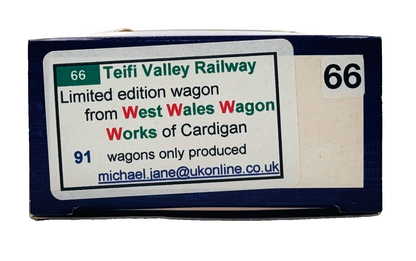 66 Teifi Valley Railway
66
Limited edition wagon
from West Wales Wagon
Works of Cardigan
91 wagons only produced
michael.jane@ukonline.co.uk